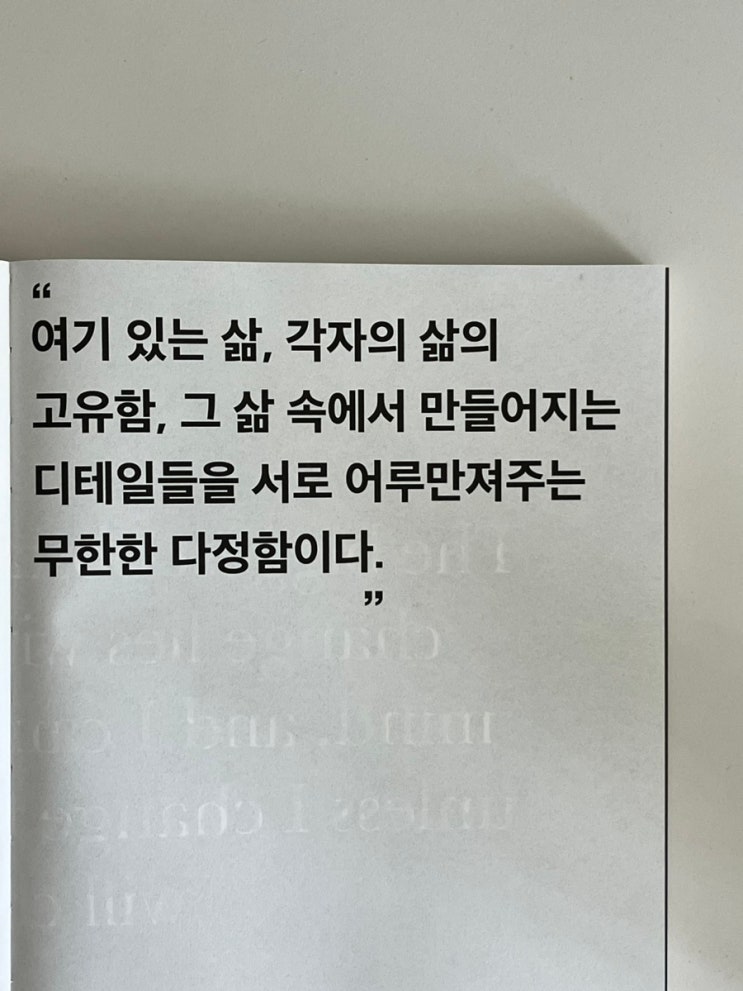 “
여기 있는 삶, 각자의 삶의
고유함, 그 삶 속에서 만들어지는
디테일들을 서로 어루만져주는
무한한 다정함이다.
”